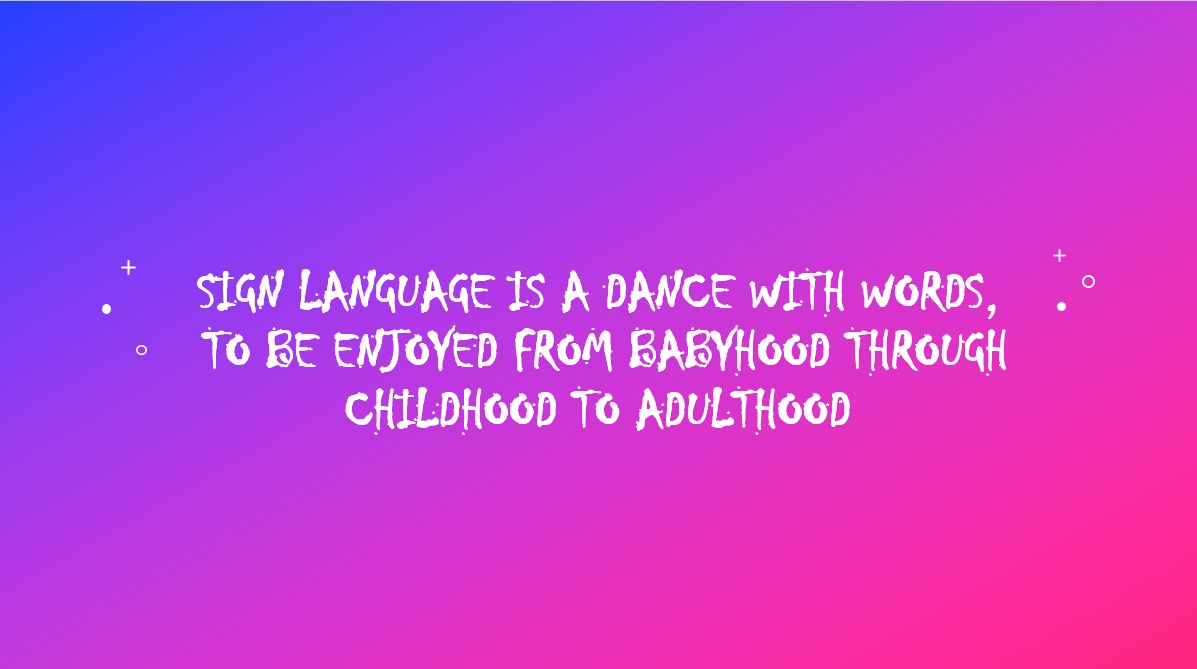 SIGN LANGUAGE IS A DANCE WITH WORDS,
TO BE ENJOYED FROM BABYHOOD THROUGH
CHILDHOOD TO ADULTHOOD